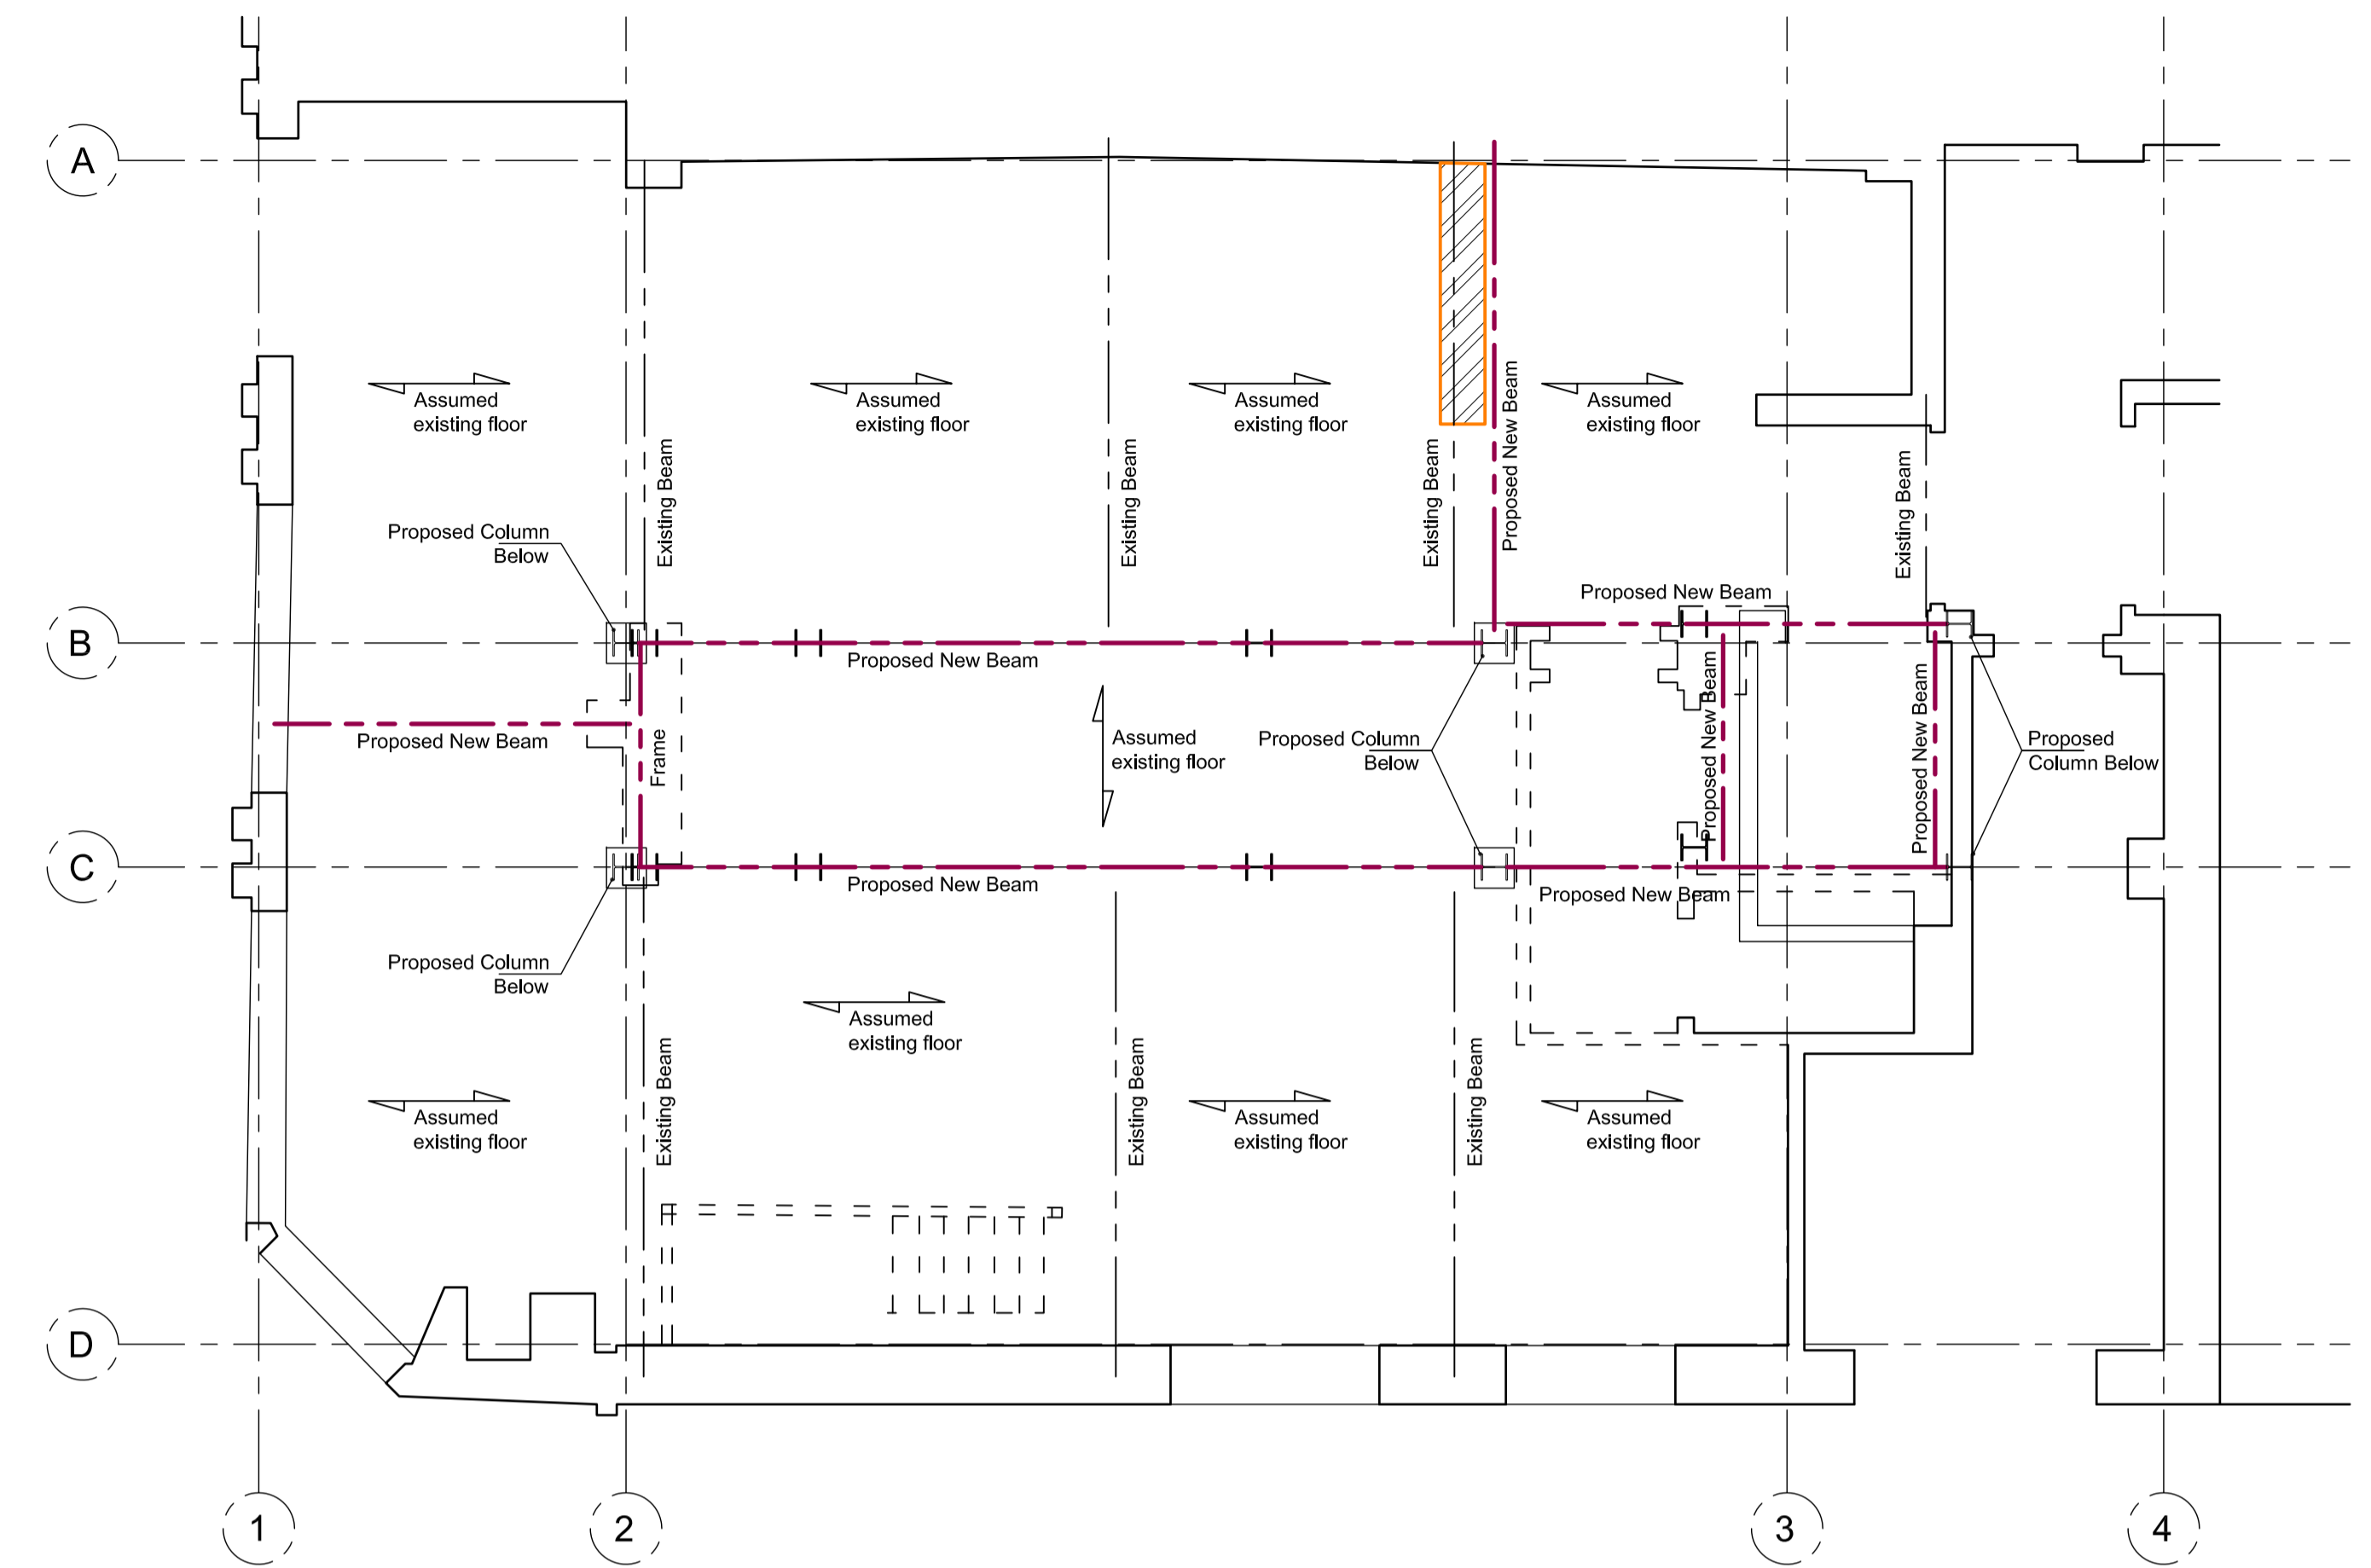 A
Assumed
existing floor
Assumed
existing floor
Assumed
existing floor
Assumed
existing floor
Existing Beam
Existing Beam
Existing Beam
Proposed New Beam
Existing Beam
Proposed Column
Below
Proposed New Beam
B
Proposed New Beam
Proposed New Beam
Frame
Assumed
existing floor
Proposed Column
Below
Proposed New Beam
Proposed New Beam
Proposed
Column Below
C
Proposed New Beam
Proposed New Beam
Proposed Column
Below
Assumed
existing floor
Assumed
existing floor
Existing Beam
Existing Beam
Assumed
existing floor
Existing Beam
Assumed
existing floor
D
1
2
3
4